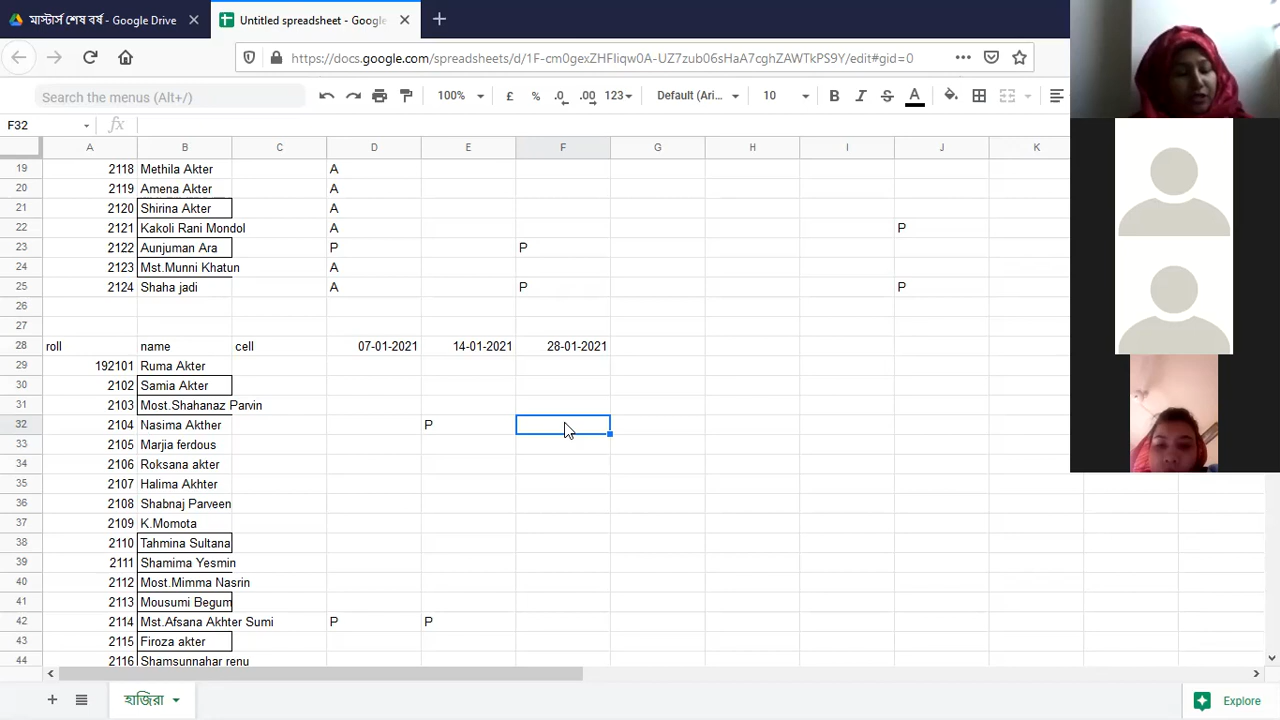 মাস্টার্স শেষ বর্ষ - Google Drive
Untitled spreadsheet - Google
https://docs.google.com/spreadsheets/d/1F-cm0gexZHFIiqw0A-UZ7zub06sHaA7cghZAWTkPS9Y/edit#gid=0
Search the menus (Alt+/) 100% £ % .0 .00 123 Default (Ari... 10 B I S A
F32 fx
A B C D E F G H I J K
19 2118 Methila Akter A
20 2119 Amena Akter A
21 2120 Shirina Akter A
22 2121 Kakoli Rani Mondol A P
23 2122 Aunjuman Ara P P
24 2123 Mst.Munni Khatun A
25 2124 Shaha jadi A P P
26
27
28 roll name cell 07-01-2021 14-01-2021 28-01-2021
29 192101 Ruma Akter
30 2102 Samia Akter
31 2103 Most.Shahanaz Parvin
32 2104 Nasima Akther P
33 2105 Marjia ferdous
34 2106 Roksana akter
35 2107 Halima Akhter
36 2108 Shabnaj Parveen
37 2109 K.Momota
38 2110 Tahmina Sultana
39 2111 Shamima Yesmin
40 2112 Most.Mimma Nasrin
41 2113 Mousumi Begum
42 2114 Mst.Afsana Akhter Sumi P P
43 2115 Firoza akter
44 2116 Shamsunnahar renu
হাজিরা Explore